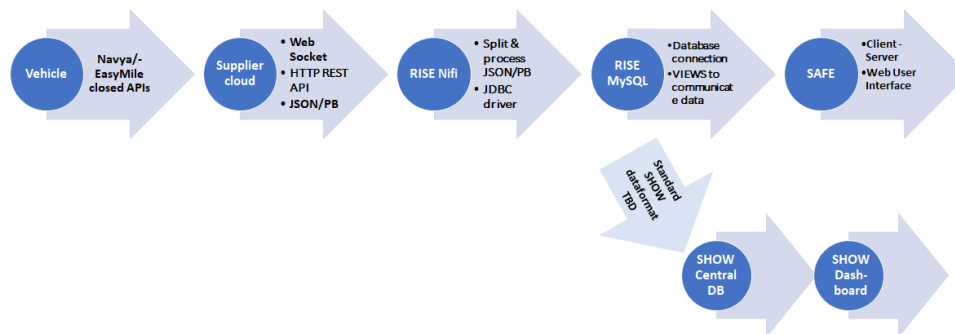 Vehicle
Navya/-
EasyMile
closed APIs
Supplier
cloud
• Web
Socket
• HTTP REST
API
• JSON/PB
RISE Nifi
• Split &
process
JSON/PB
• JDBC
driver
RISE
MySQL
• Database
connection
• VIEWS to
communicat
e data
SAFE
• Client -
Server
• Web User
Interface
Standard
SHOW
dataformat
TBD
SHOW
Central
DB
SHOW
Dash-
board